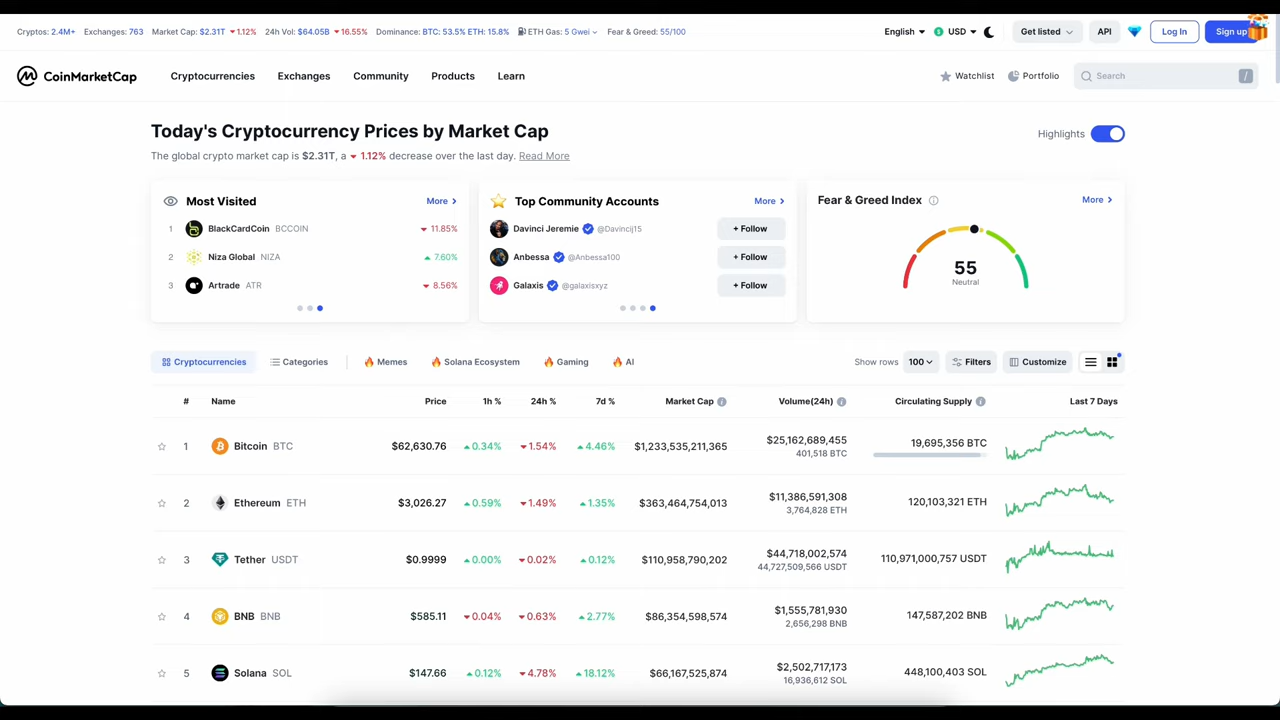 Cryptos: 2.4M+ Exchanges: 763 Market Cap: $2.31T 1.12% 24h Vol: $64.05B 16.55% Dominance: BTC: 53.5% ETH: 15.8% ETH Gas: 5 Gwei Fear & Greed: 55/100 English USD Get listed API Log In Sign up
CoinMarketCap Cryptocurrencies Exchanges Community Products Learn Watchlist Portfolio Search /
Today's Cryptocurrency Prices by Market Cap Highlights
The global crypto market cap is $2.31T, a 1.12% decrease over the last day. Read More
Most Visited More >
1 BlackCardCoin BCCOIN 11.85%
2 Niza Global NIZA 7.60%
3 Artrade ATR 8.56%
Top Community Accounts More >
Davinci Jeremie @Davincij15 + Follow
Anbessa @Anbessa100 + Follow
Galaxis @galaxisxyz + Follow
Fear & Greed Index More >
55
Neutral
Cryptocurrencies Categories Memes Solana Ecosystem Gaming AI Show rows 100 Filters Customize
# Name Price 1h % 24h % 7d % Market Cap Volume(24h) Circulating Supply Last 7 Days
1 Bitcoin BTC $62,630.76 0.34% 1.54% 4.46% $1,233,535,211,365 $25,162,689,455 19,695,356 BTC
401,518 BTC
2 Ethereum ETH $3,026.27 0.59% 1.49% 1.35% $363,464,754,013 $11,386,591,308 120,103,321 ETH
3,764,828 ETH
3 Tether USDT $0.9999 0.00% 0.02% 0.12% $110,958,790,202 $44,718,002,574 110,971,000,757 USDT
44,727,509,566 USDT
4 BNB BNB $585.11 0.04% 0.63% 2.77% $86,354,598,574 $1,555,781,930 147,587,202 BNB
2,656,298 BNB
5 Solana SOL $147.66 0.12% 4.78% 18.12% $66,167,525,874 $2,502,717,173 448,100,403 SOL
16,936,612 SOL